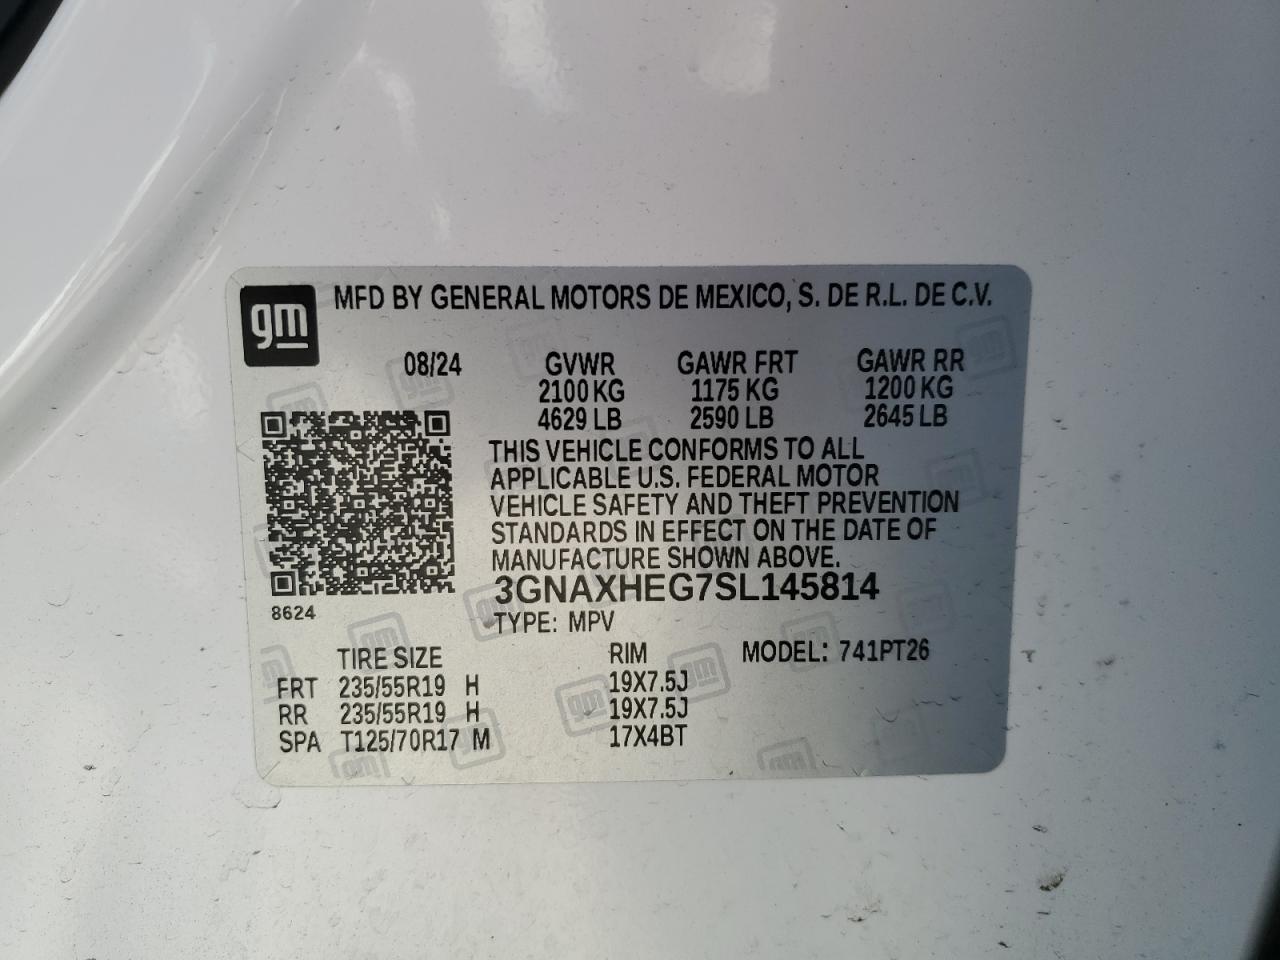 gm MFD BY GENERAL MOTORS DE MEXICO, S. DE R.L. DE C.V.
08/24 GVWR GAWR FRT GAWR RR
2100 KG 1175 KG 1200 KG
4629 LB 2590 LB 2645 LB
THIS VEHICLE CONFORMS TO ALL
APPLICABLE U.S. FEDERAL MOTOR
VEHICLE SAFETY AND THEFT PREVENTION
STANDARDS IN EFFECT ON THE DATE OF
MANUFACTURE SHOWN ABOVE.
3GNAXHEG7SL145814
8624
TYPE: MPV
TIRE SIZE RIM MODEL: 741PT26
FRT 235/55R19 H 19X7.5J
RR 235/55R19 H 19X7.5J
SPA T125/70R17 M 17X4BT